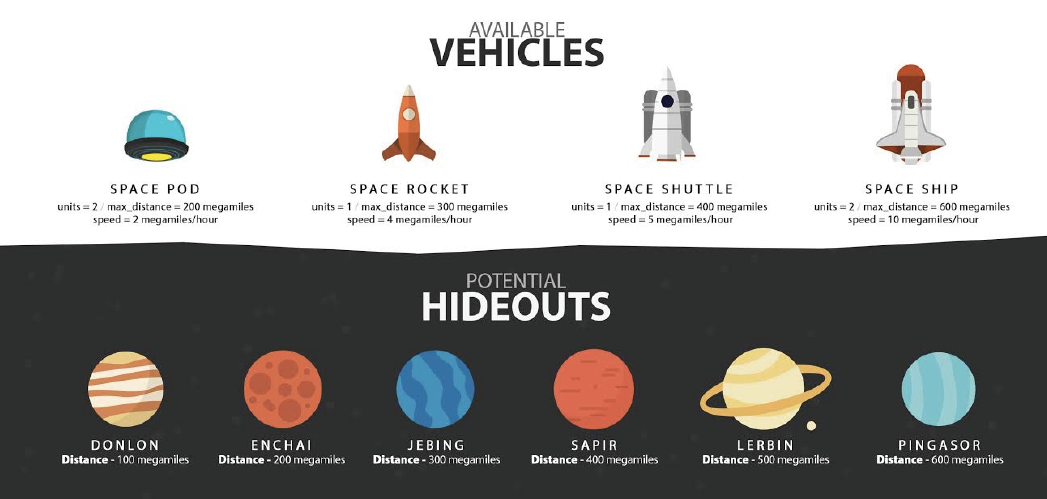 AVAILABLE
VEHICLES
SPACE POD
units = 2 / max_distance = 200 megamiles
speed = 2 megamiles/hour
SPACE ROCKET
units = 1 / max_distance = 300 megamiles
speed = 4 megamiles/hour
SPACE SHUTTLE
units = 1 / max_distance = 400 megamiles
speed = 5 megamiles/hour
SPACE SHIP
units = 2 / max_distance = 600 megamiles
speed = 10 megamiles/hour
POTENTIAL
HIDEOUTS
DONLON
Distance - 100 megamiles
ENCHAI
Distance - 200 megamiles
JEBING
Distance - 300 megamiles
SAPIR
Distance - 400 megamiles
LERBIN
Distance - 500 megamiles
PINGASOR
Distance - 600 megamiles